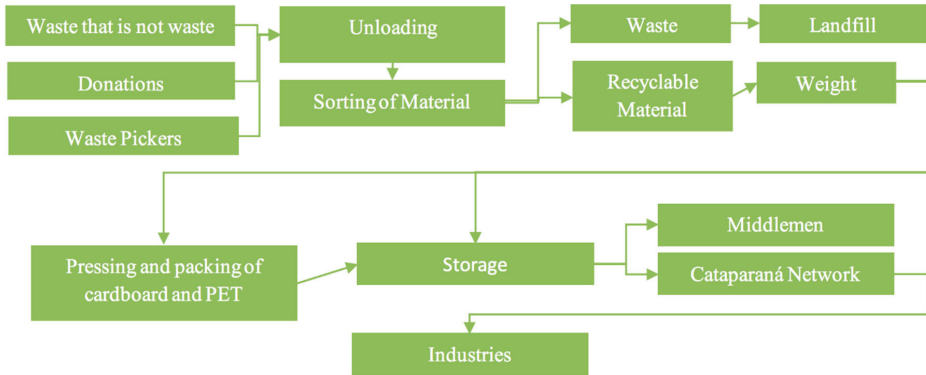 Waste that is not waste
Donations
Waste Pickers
Unloading
Sorting of Material
Waste
Landfill
Recyclable
Material
Weight
Pressing and packing of
cardboard and PET
Storage
Middlemen
Cataparaná Network
Industries